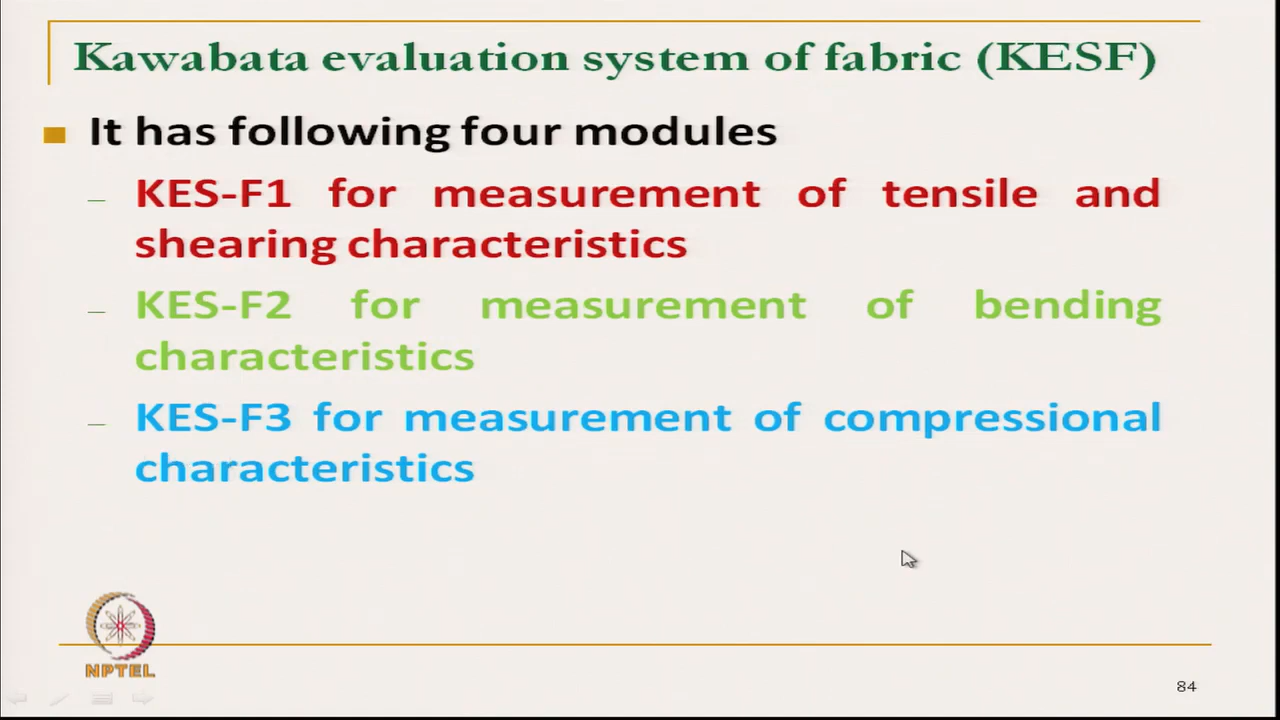 Kawabata evaluation system of fabric (KESF)
It has following four modules
– KES-F1 for measurement of tensile and
shearing characteristics
– KES-F2 for measurement of bending
characteristics
– KES-F3 for measurement of compressional
characteristics
NPTEL
84